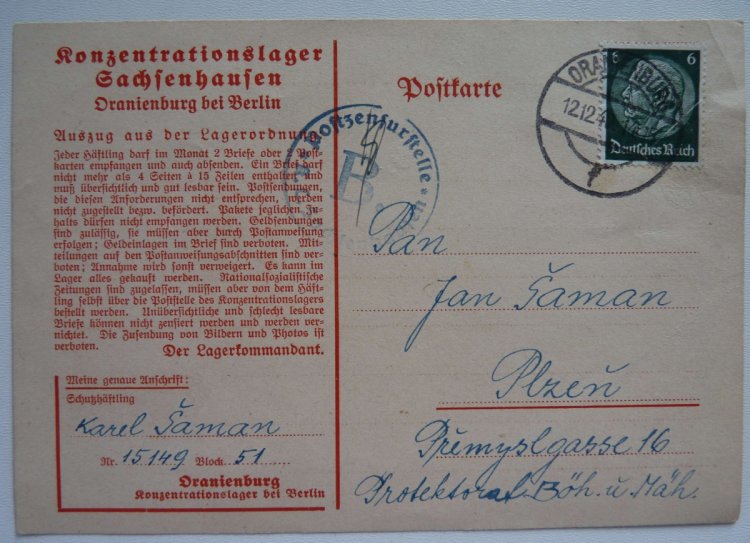 Konzentrationslager
Sachsenhausen
Oranienburg bei Berlin
Auszug aus der Lagerordnung:
Jeder Häftling darf im Monat 2 Briefe oder 2 Post-
karten empfangen und auch absenden. Ein Brief darf
nicht mehr als 4 Seiten à 15 Zeilen enthalten und
muß übersichtlich und gut lesbar sein. Postsendungen,
die diesen Anforderungen nicht entsprechen, werden
nicht zugestellt bezw. befördert. Pakete jeglichen In-
halts dürfen nicht empfangen werden. Geldsendungen
sind zulässig, sie müssen aber durch Postanweisung
erfolgen; Geldeinlagen im Brief sind verboten. Mit-
teilungen auf den Postanweisungsabschnitten sind ver-
boten; Annahme wird sonst verweigert. Es kann im
Lager alles gekauft werden. Nationalsozialistische
Zeitungen sind zugelassen, müssen aber von dem Häft-
ling selbst über die Poststelle des Konzentrationslagers
bestellt werden. Unübersichtliche und schlecht lesbare
Briefe können nicht zensiert werden und werden ver-
nichtet. Die Zusendung von Bildern und Photos ist
verboten.
Der Lagerkommandant.
Meine genaue Anschrift:
Schutzhäftling
Karel Šaman
Nr. 15.149 Block 51
Oranienburg
Konzentrationslager bei Berlin
Postkarte
Postzensurstelle
B.
ORANIENBURG
12.12.
6 6
Deutsches Reich
Pan
Jan Šaman
Plzeň
Přemyslgasse 16
Protektorat Böh. u. Mäh.